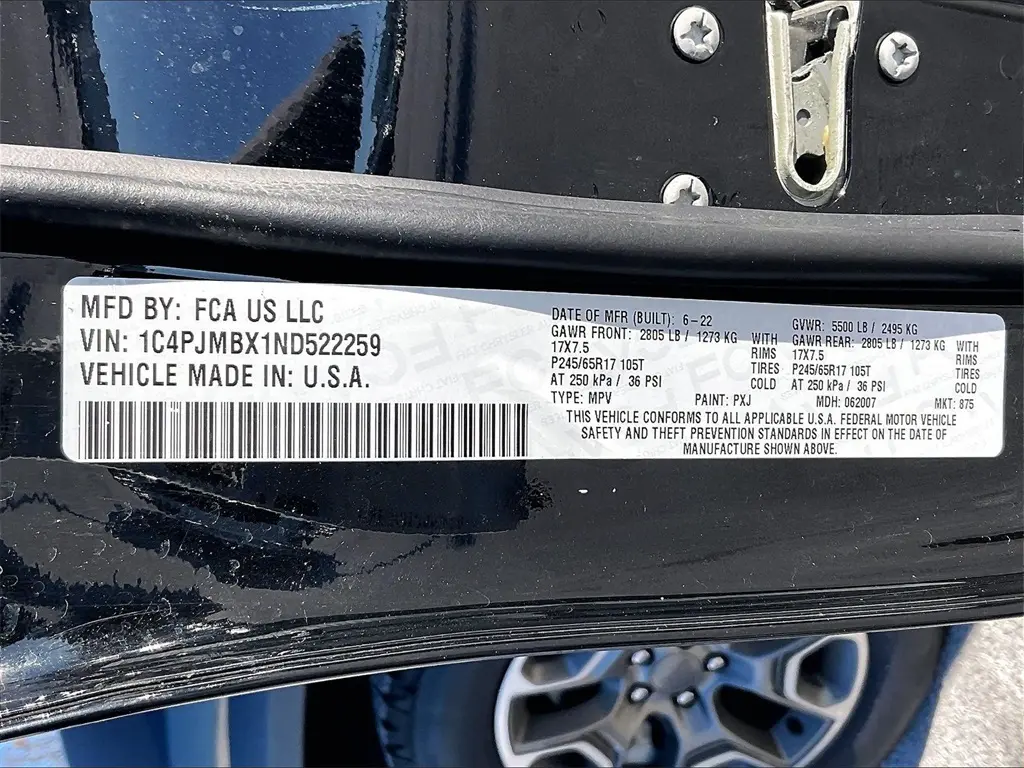 MFD BY: FCA US LLC
VIN: 1C4PJMBX1ND522259
VEHICLE MADE IN: U.S.A.
DATE OF MFR (BUILT): 6-22 GVWR: 5500 LB / 2495 KG
GAWR FRONT: 2805 LB / 1273 KG WITH GAWR REAR: 2805 LB / 1273 KG WITH
17X7.5 RIMS 17X7.5 RIMS
P245/65R17 105T TIRES P245/65R17 105T TIRES
AT 250 kPa / 36 PSI COLD AT 250 kPa / 36 PSI COLD
TYPE: MPV PAINT: PXJ MDH: 062007 MKT: 875
THIS VEHICLE CONFORMS TO ALL APPLICABLE U.S.A. FEDERAL MOTOR VEHICLE
SAFETY AND THEFT PREVENTION STANDARDS IN EFFECT ON THE DATE OF
MANUFACTURE SHOWN ABOVE.